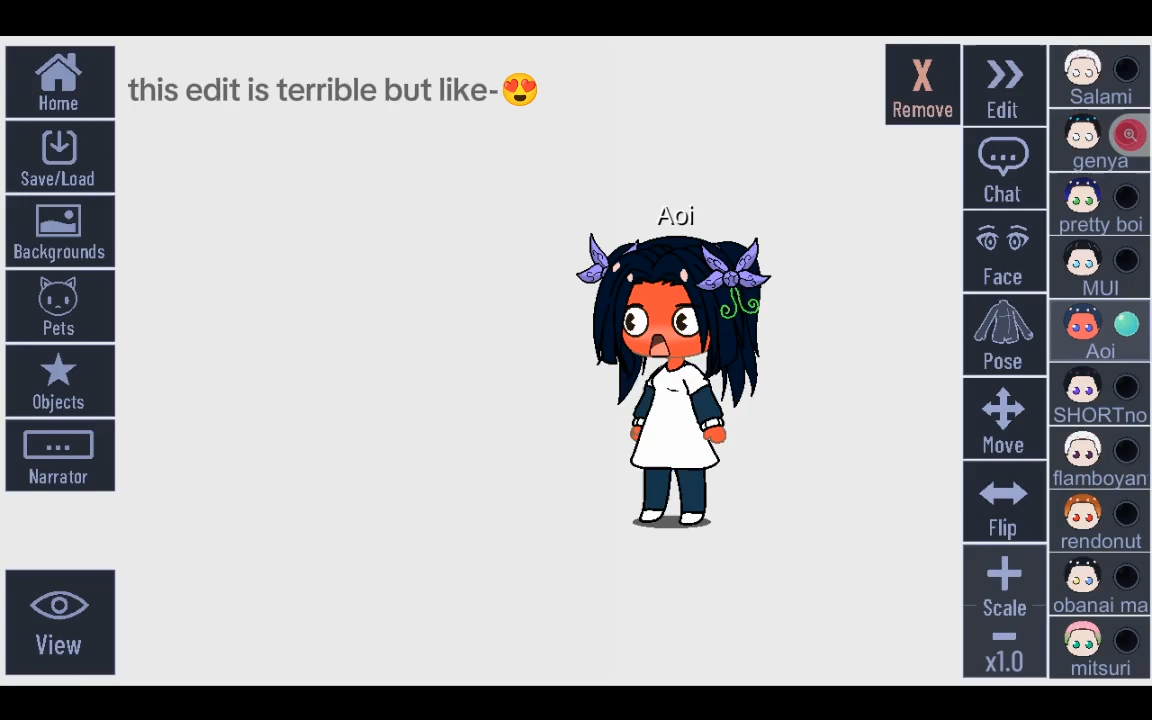 Home
Save/Load
Backgrounds
Pets
Objects
Narrator
View
this edit is terrible but like-😍
Aoi
X
Remove
Edit
Chat
Face
Pose
Move
Flip
Scale
x1.0
Salami
genya
pretty boi
MUI
Aoi
SHORTno
flamboyan
rendonut
obanai ma
mitsuri